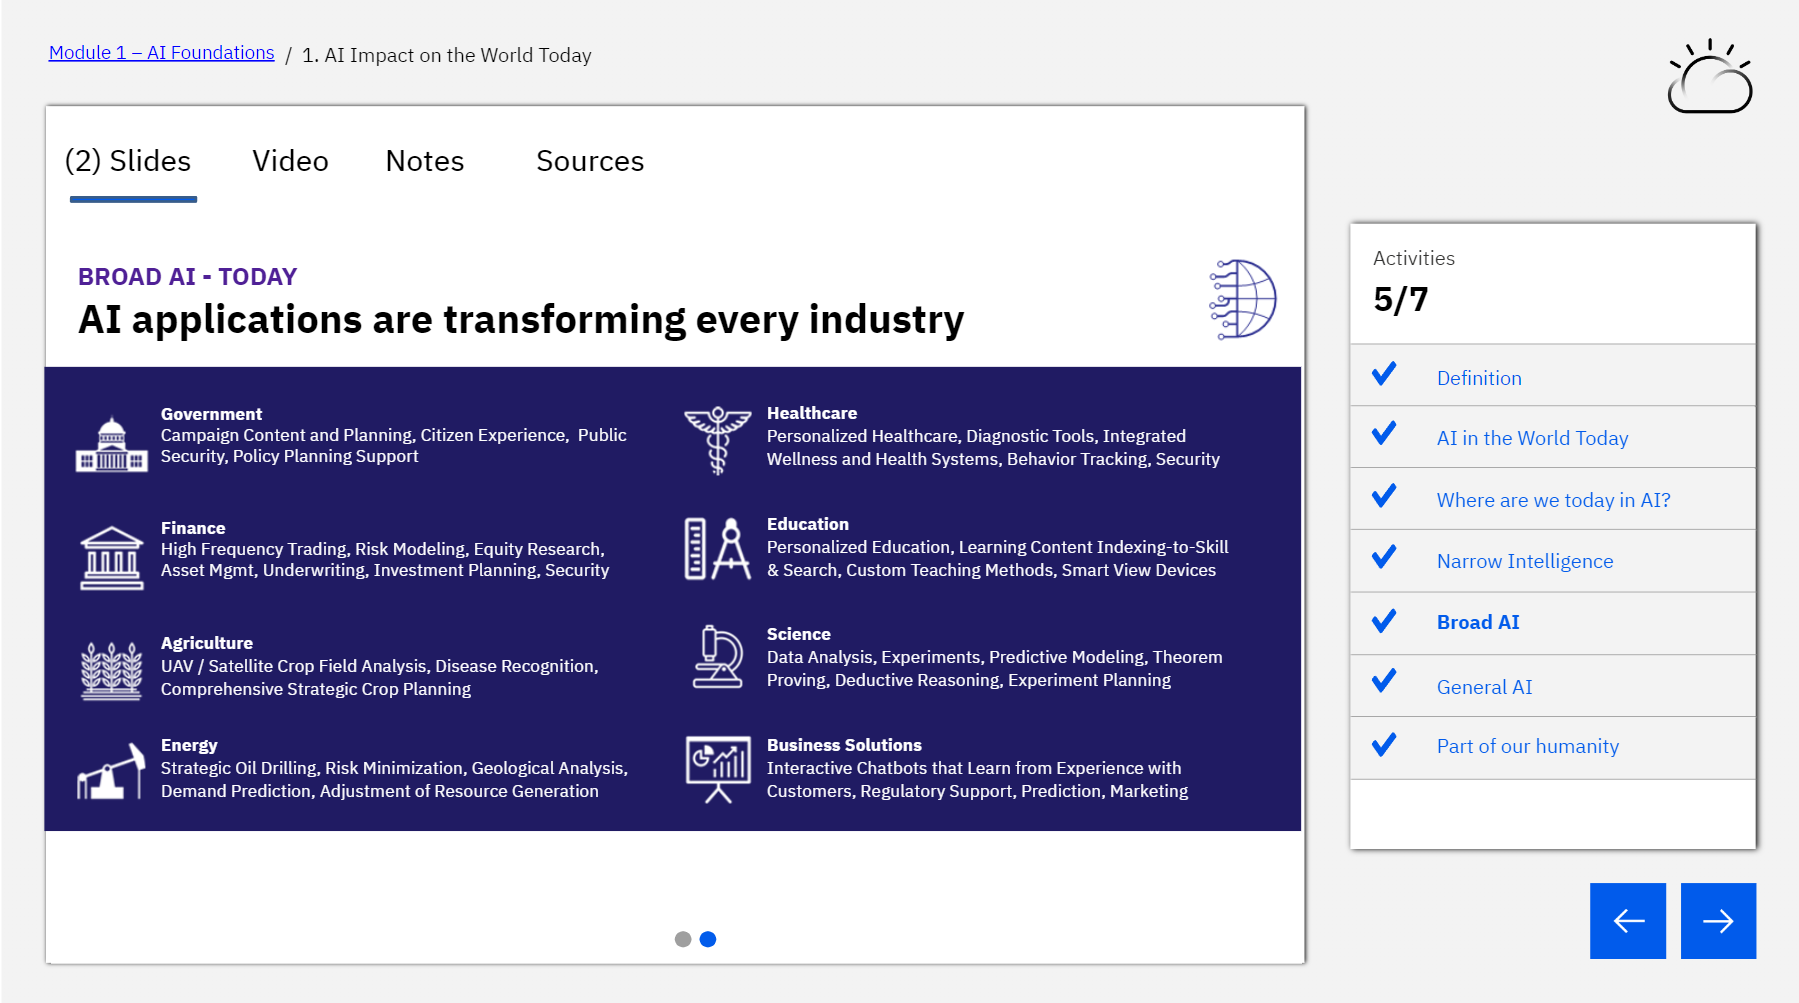 Module 1 – AI Foundations / 1. AI Impact on the World Today
(2) Slides Video Notes Sources
BROAD AI - TODAY
AI applications are transforming every industry
Government
Campaign Content and Planning, Citizen Experience, Public
Security, Policy Planning Support
Finance
High Frequency Trading, Risk Modeling, Equity Research,
Asset Mgmt, Underwriting, Investment Planning, Security
Agriculture
UAV / Satellite Crop Field Analysis, Disease Recognition,
Comprehensive Strategic Crop Planning
Energy
Strategic Oil Drilling, Risk Minimization, Geological Analysis,
Demand Prediction, Adjustment of Resource Generation
Healthcare
Personalized Healthcare, Diagnostic Tools, Integrated
Wellness and Health Systems, Behavior Tracking, Security
Education
Personalized Education, Learning Content Indexing-to-Skill
& Search, Custom Teaching Methods, Smart View Devices
Science
Data Analysis, Experiments, Predictive Modeling, Theorem
Proving, Deductive Reasoning, Experiment Planning
Business Solutions
Interactive Chatbots that Learn from Experience with
Customers, Regulatory Support, Prediction, Marketing
Activities
5/7
Definition
AI in the World Today
Where are we today in AI?
Narrow Intelligence
Broad AI
General AI
Part of our humanity